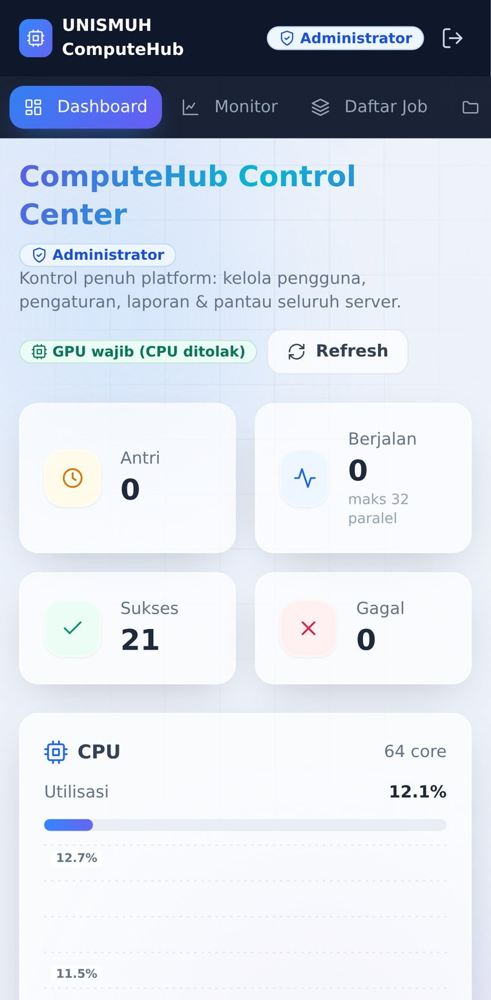 UNISMUH
ComputeHub
Administrator
Dashboard
Monitor
Daftar Job
ComputeHub Control
Center
Administrator
Kontrol penuh platform: kelola pengguna,
pengaturan, laporan & pantau seluruh server.
GPU wajib (CPU ditolak)
Refresh
Antri
0
Berjalan
0
maks 32
paralel
Sukses
21
Gagal
0
CPU
64 core
Utilisasi
12.1%
12.7%
11.5%